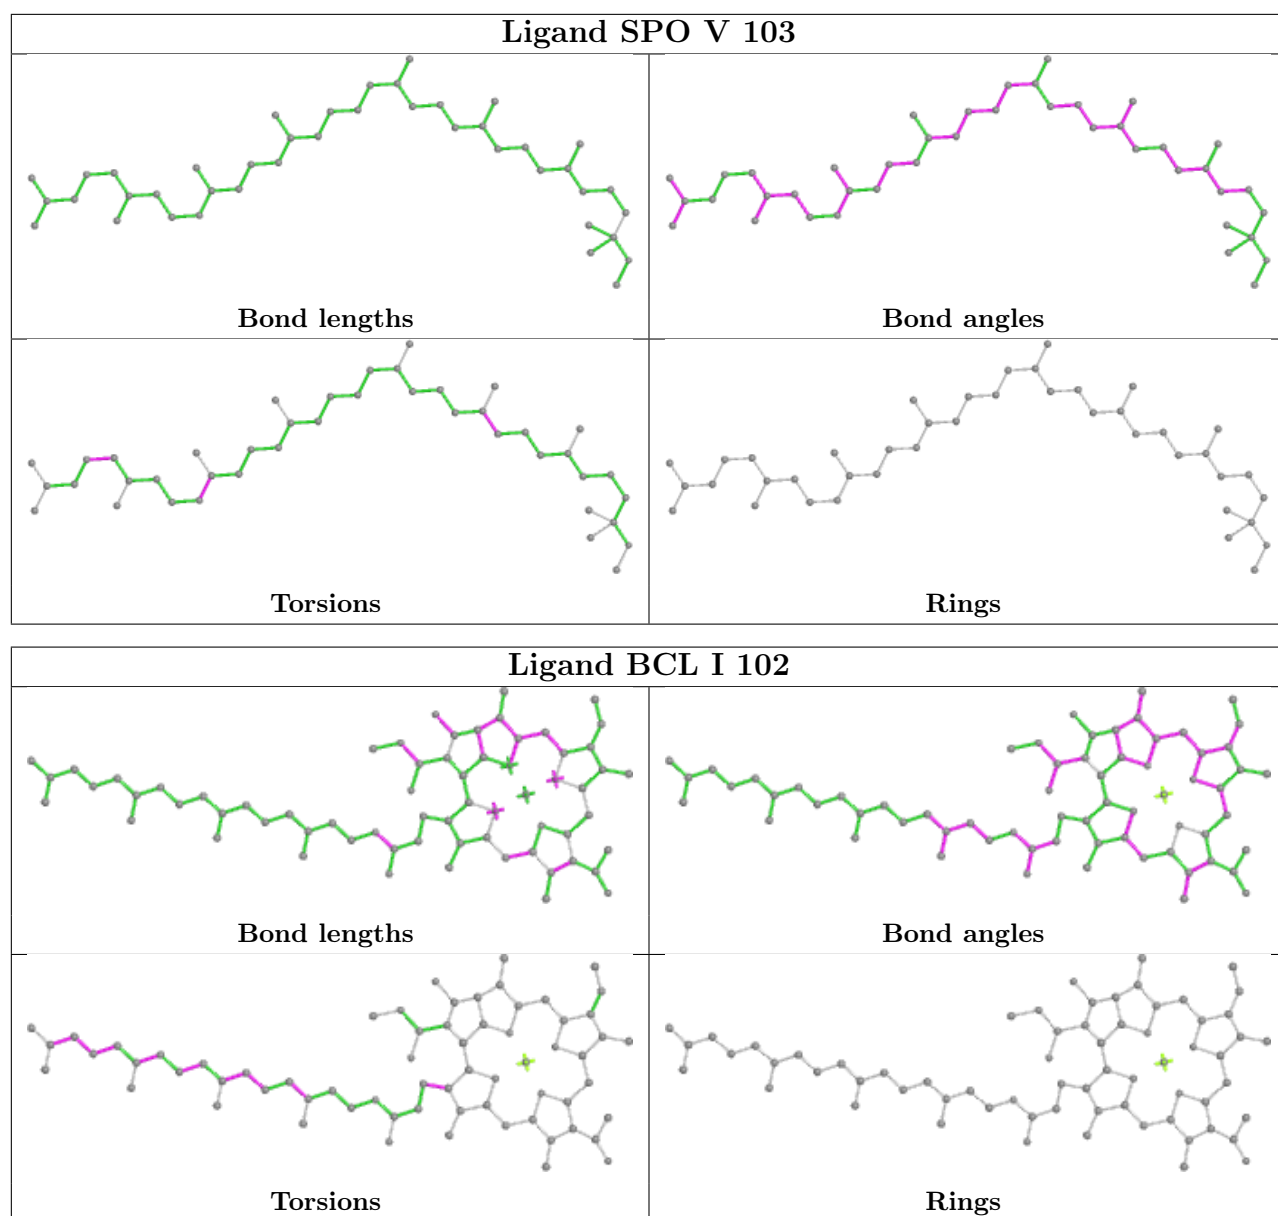 Ligand SPO V 103
Bond lengths
Bond angles
Torsions
Rings
Ligand BCL I 102
Bond lengths
Bond angles
Torsions
Rings